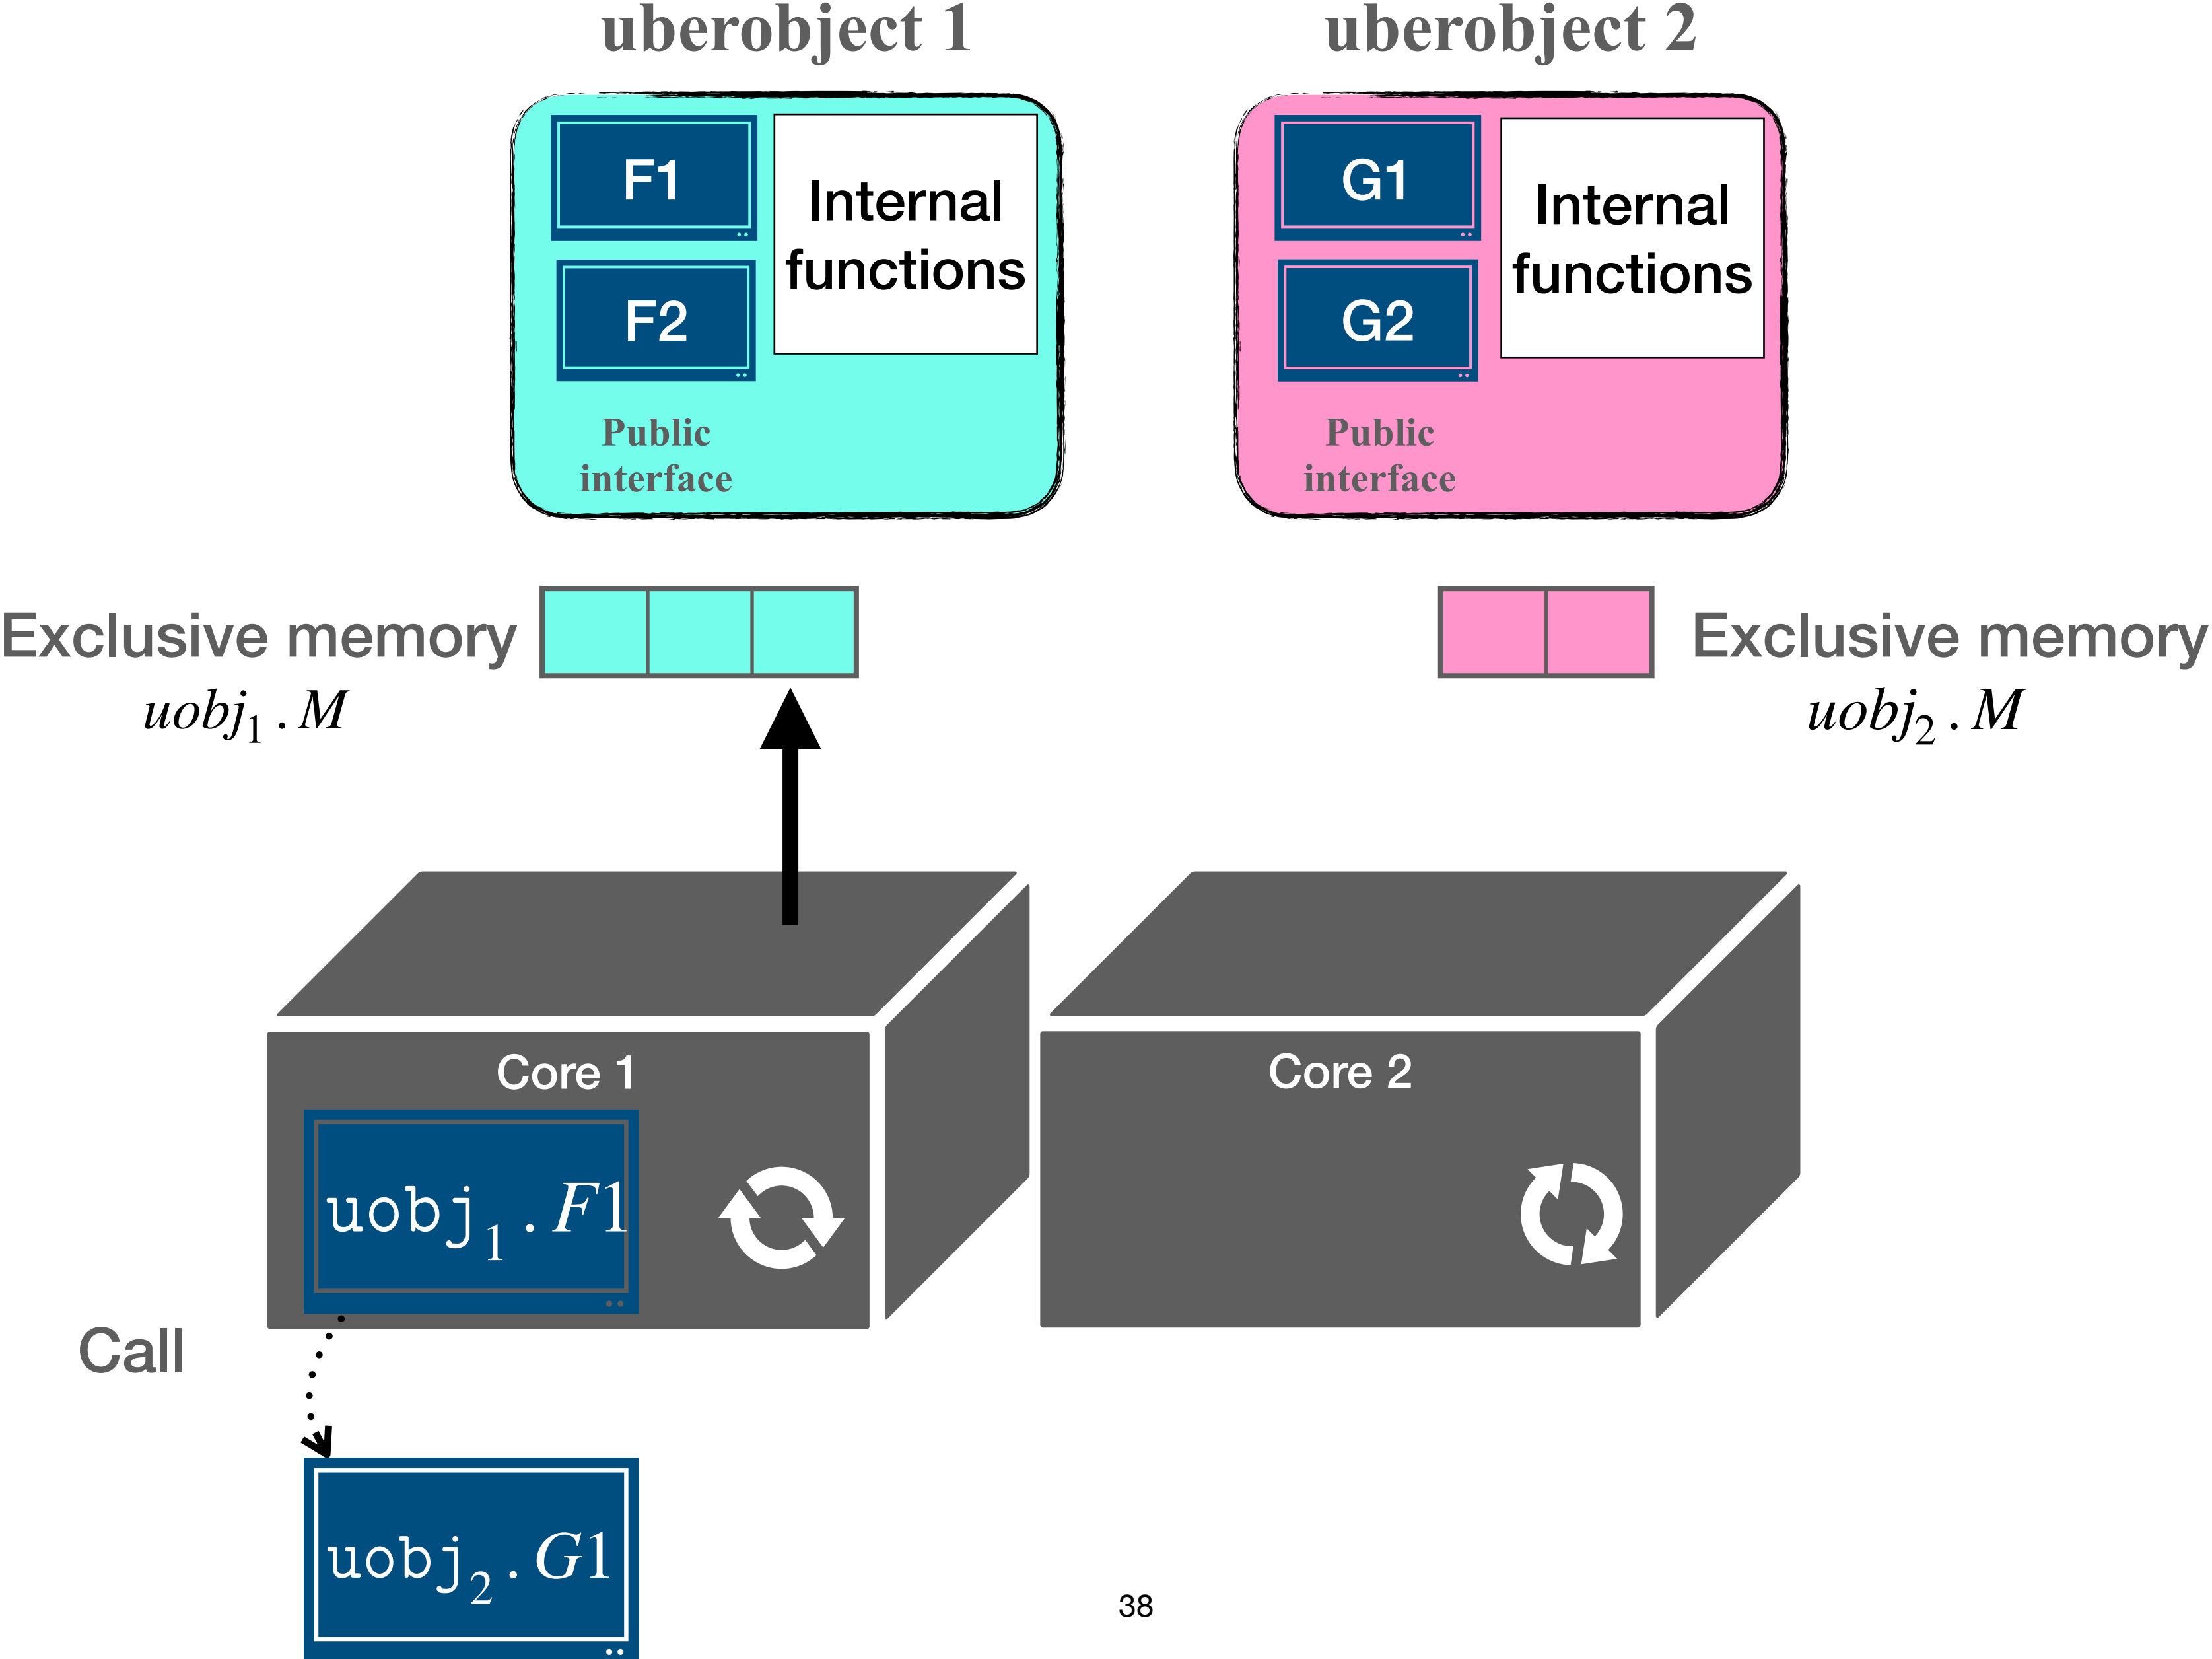 uberobject 1
uberobject 2
F1
F2
Internal
functions
Public
interface
G1
G2
Internal
functions
Public
interface
Exclusive memory
uobj₁ . M
Exclusive memory
uobj₂ . M
Core 1
Core 2
uobj₁ . F1
Call
uobj₂ . G1
38